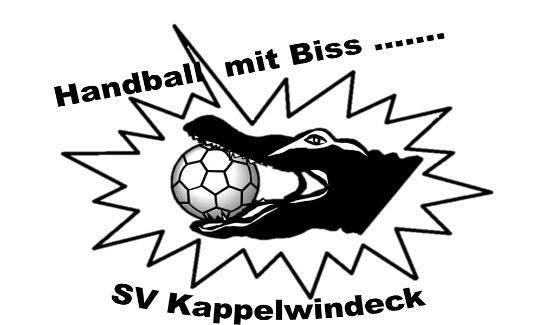 Handball mit Biss .......
SV Kappelwindeck